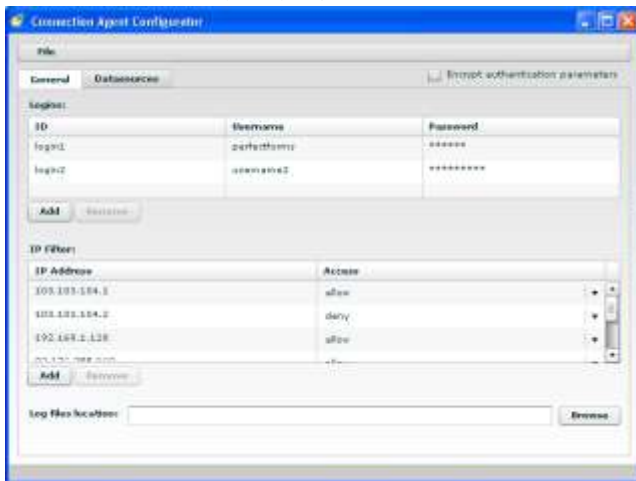 Connection Agent Configurator
File
General Datasources Encrypt authentication parameters
Logins:
ID Username Password
login1 perfectforms ******
login2 username2 *********
Add Remove
IP Filter:
IP Address Access
103.103.104.1 allow
103.103.104.2 deny
192.168.1.128 allow
Add Remove
Log files location: Browse